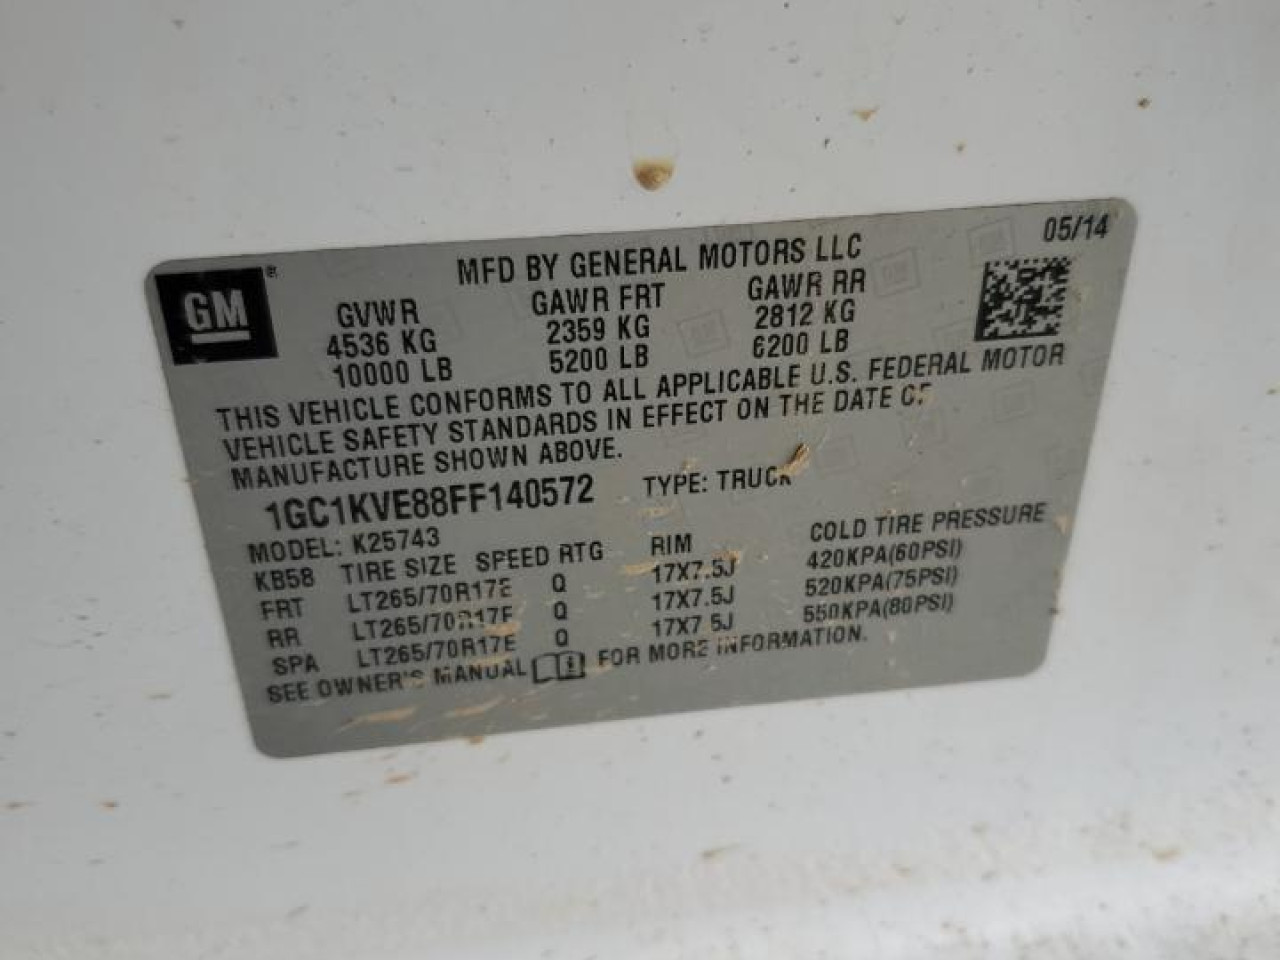 05/14
GM ®
MFD BY GENERAL MOTORS LLC
GVWR GAWR FRT GAWR RR
4536 KG 2359 KG 2812 KG
10000 LB 5200 LB 6200 LB
THIS VEHICLE CONFORMS TO ALL APPLICABLE U.S. FEDERAL MOTOR
VEHICLE SAFETY STANDARDS IN EFFECT ON THE DATE OF
MANUFACTURE SHOWN ABOVE.
1GC1KVE88FF140572 TYPE: TRUCK
MODEL: K25743
KB58 TIRE SIZE SPEED RTG RIM COLD TIRE PRESSURE
FRT LT265/70R17E Q 17X7.5J 420KPA(60PSI)
RR LT265/70R17E Q 17X7.5J 520KPA(75PSI)
SPA LT265/70R17E Q 17X7.5J 550KPA(80PSI)
SEE OWNER'S MANUAL FOR MORE INFORMATION.